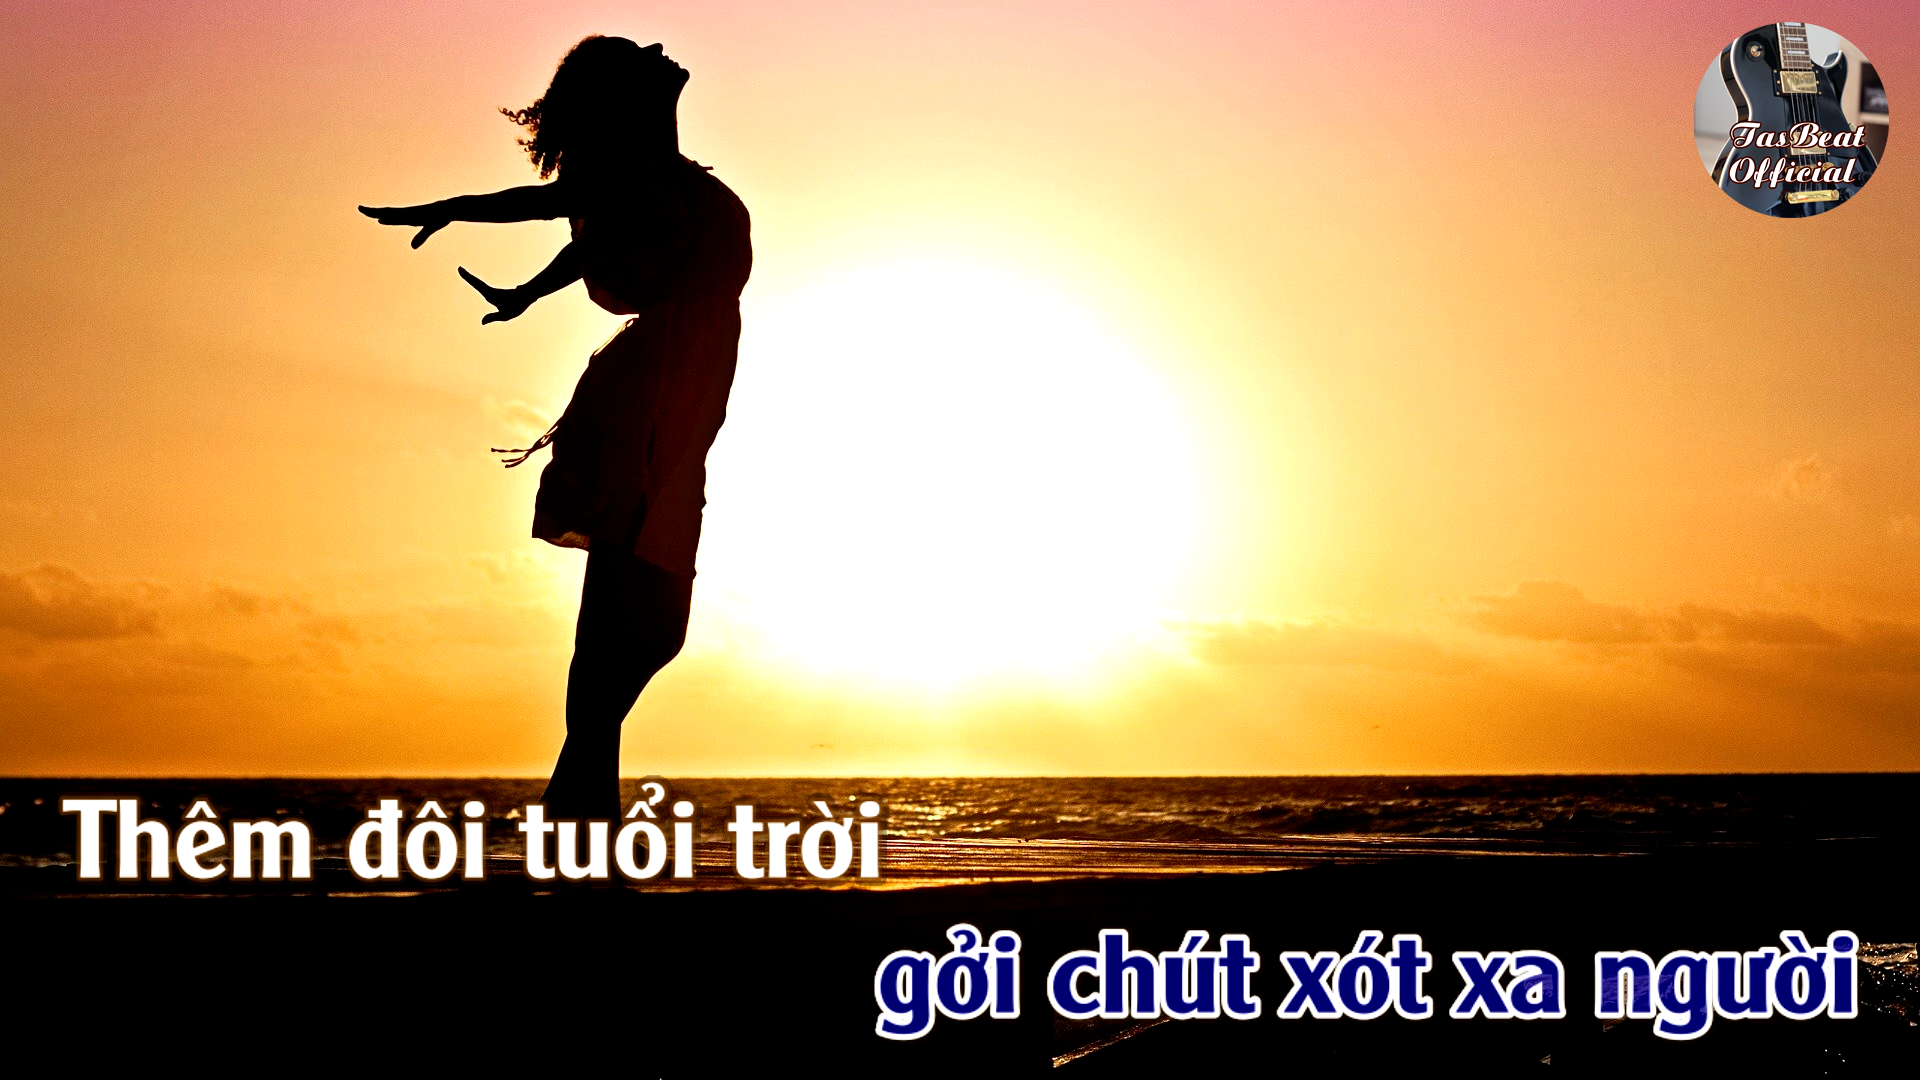 TasBeat
Official
Thêm đôi tuổi trời
gởi chút xót xa người